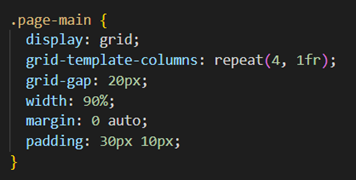 .page-main {
  display: grid;
  grid-template-columns: repeat(4, 1fr);
  grid-gap: 20px;
  width: 90%;
  margin: 0 auto;
  padding: 30px 10px;
}